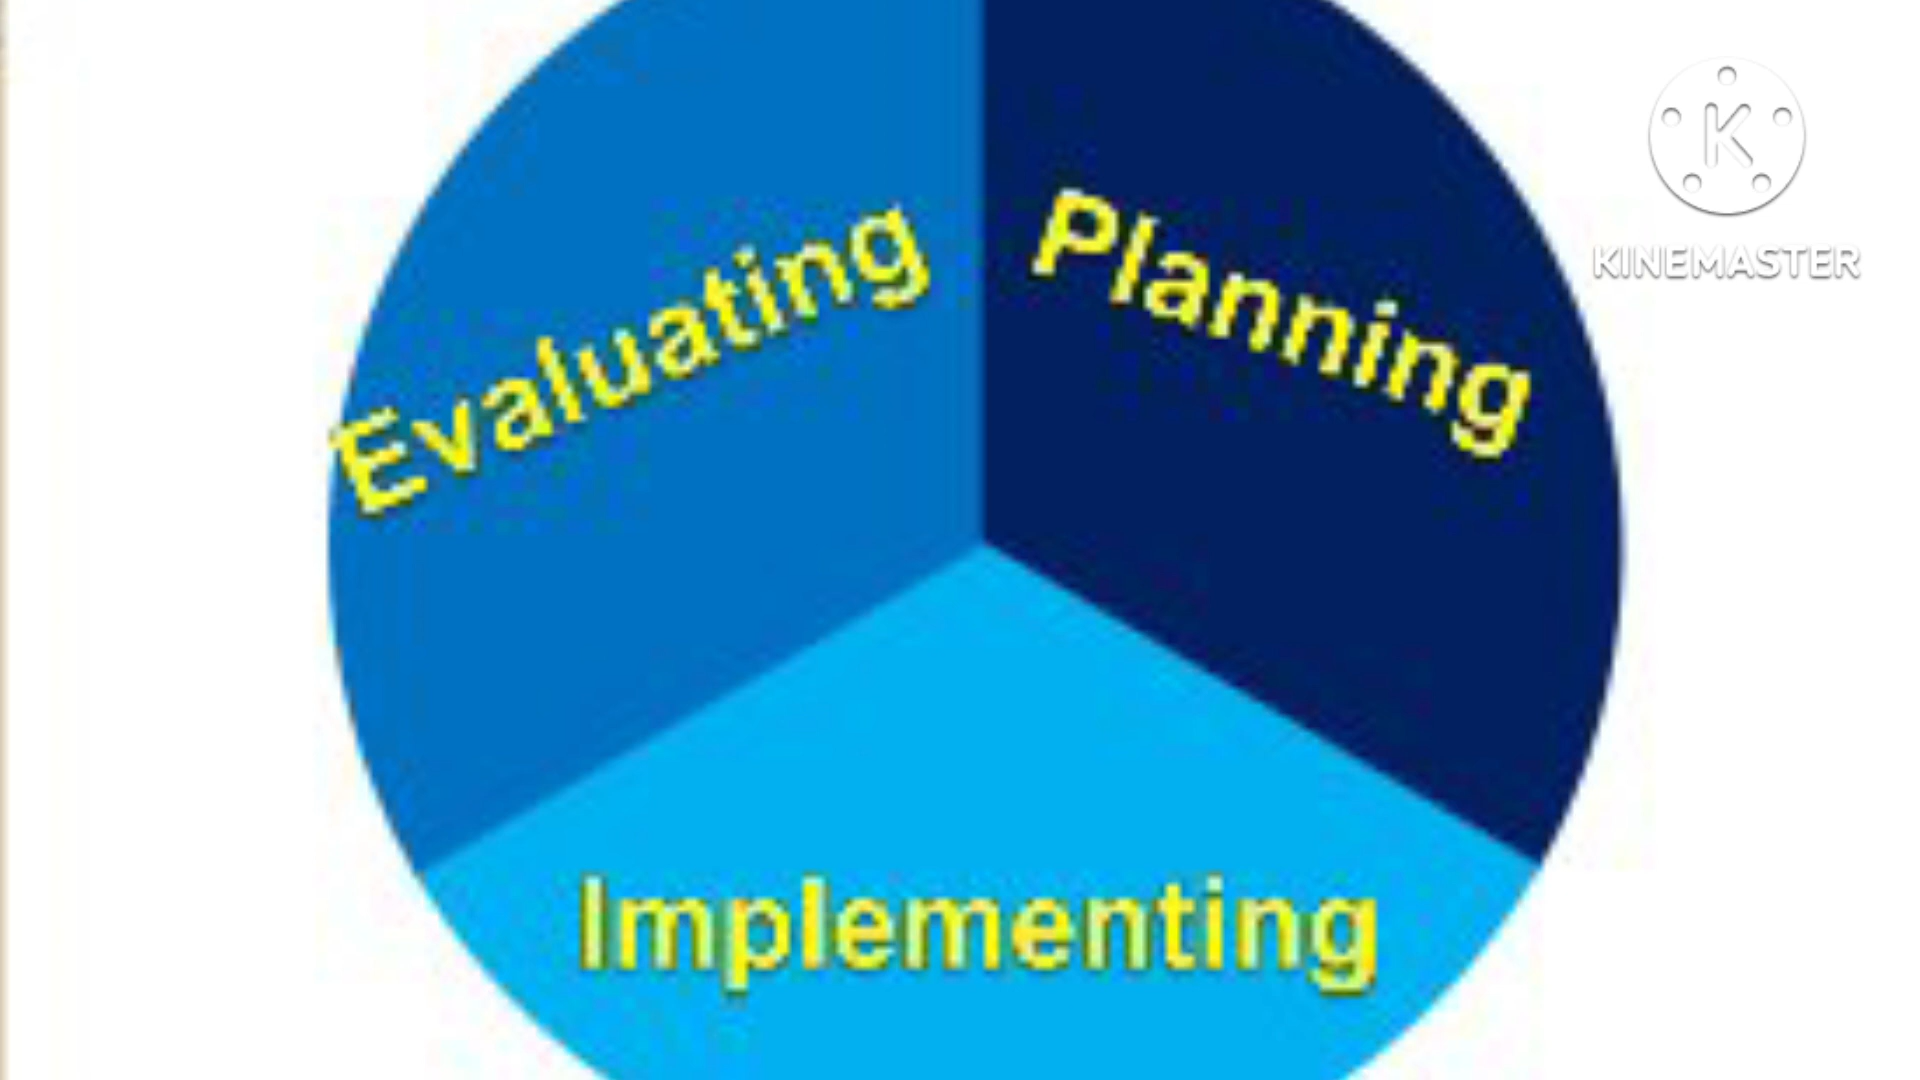 Evaluating
Planning
Implementing
K
KINEMASTER